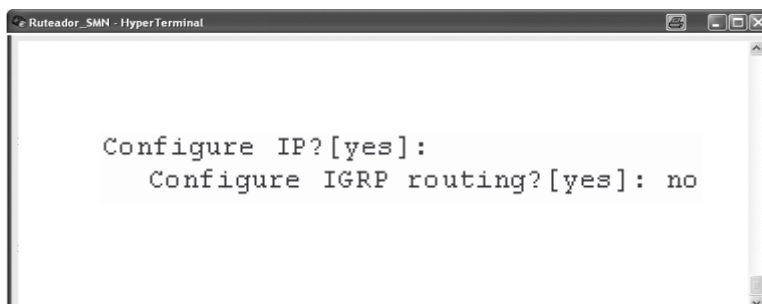 Ruteador_SMN - HyperTerminal
Configure IP?[yes]:
Configure IGRP routing?[yes]: no